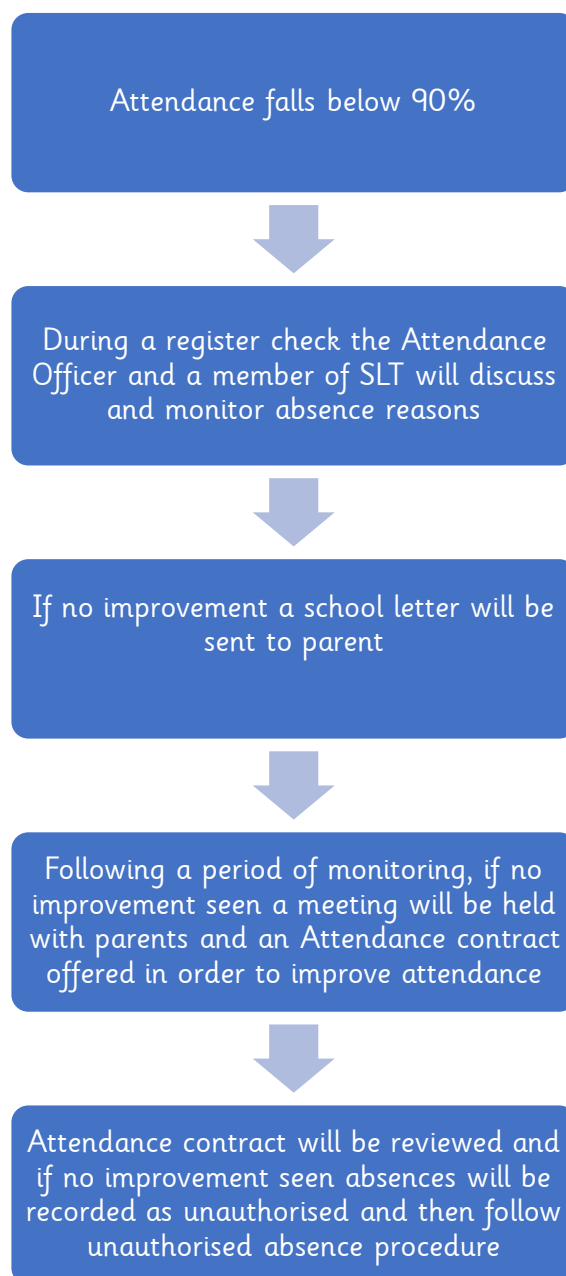 Attendance falls below 90%
During a register check the Attendance
Officer and a member of SLT will discuss
and monitor absence reasons
If no improvement a school letter will be
sent to parent
Following a period of monitoring, if no
improvement seen a meeting will be held
with parents and an Attendance contract
offered in order to improve attendance
Attendance contract will be reviewed and
if no improvement seen absences will be
recorded as unauthorised and then follow
unauthorised absence procedure